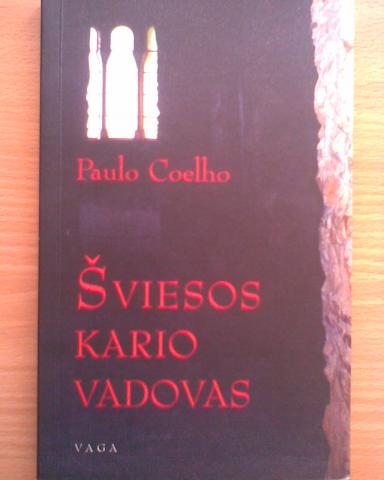 Paulo Coelho
Šviesos
kario
vadovas
VAGA